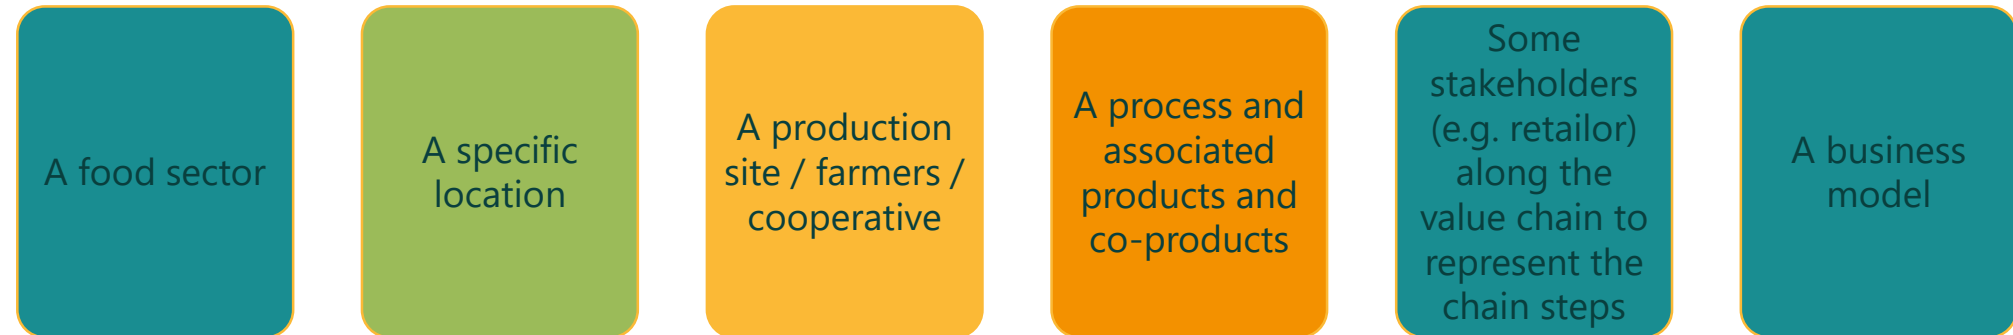 A food sector
A specific
location
A production
site / farmers /
cooperative
A process and
associated
products and
co-products
Some
stakeholders
(e.g. retailor)
along the
value chain to
represent the
chain steps
A business
model